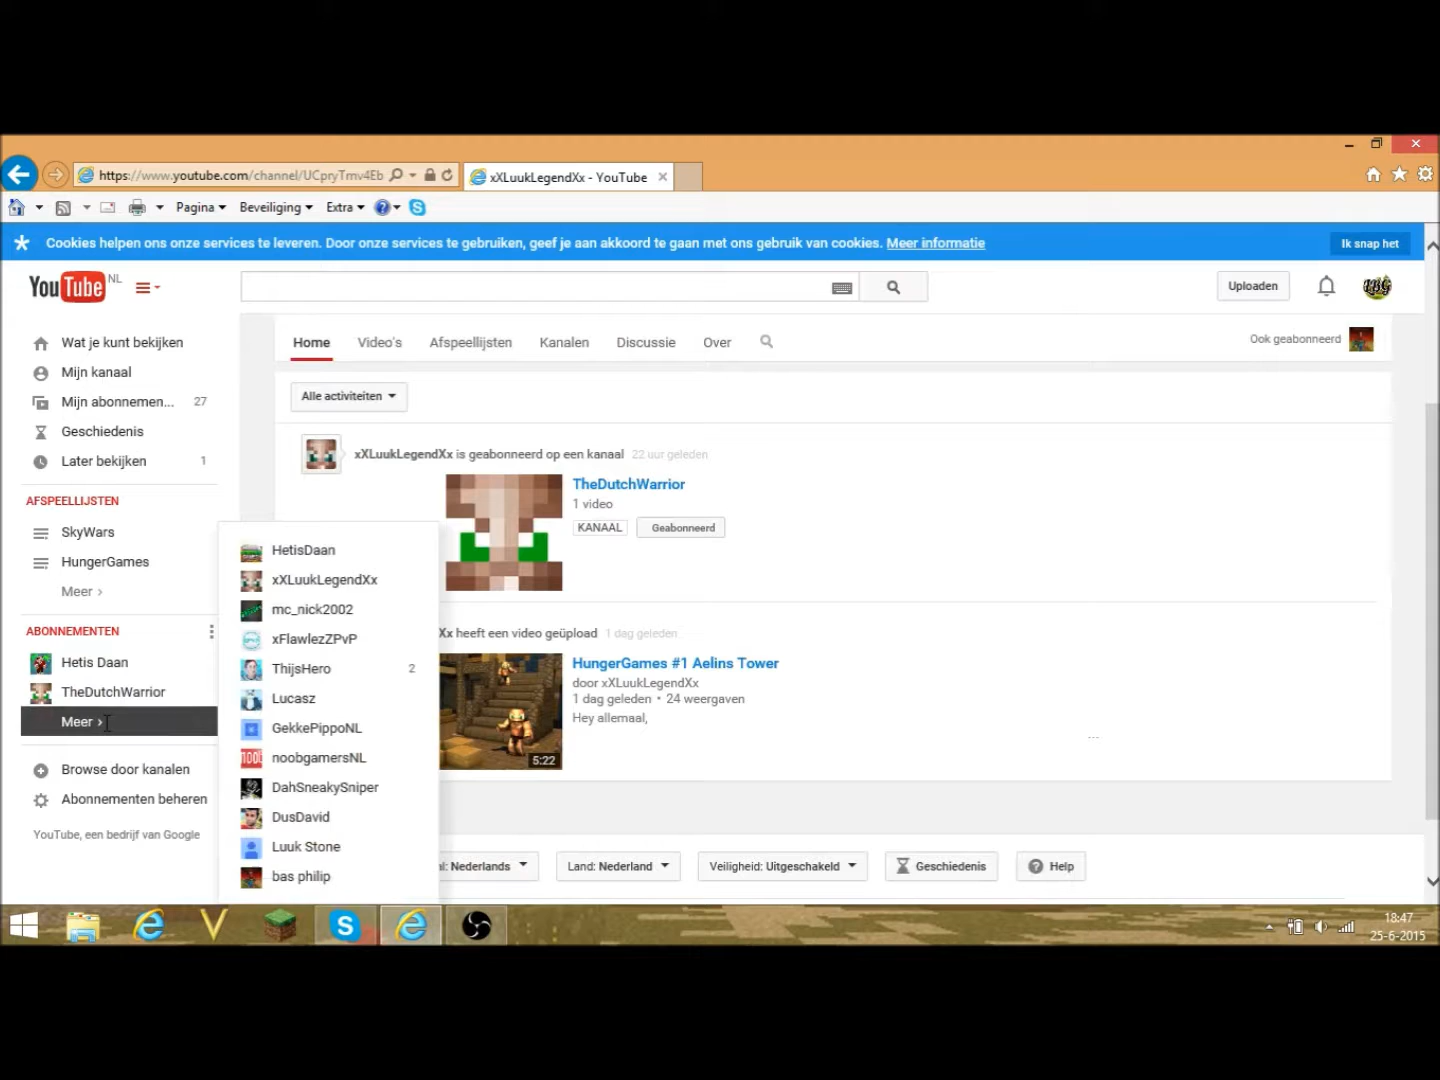 https://www.youtube.com/channel/UCpryTmv4Eb
xXLuukLegendXx - YouTube
Pagina
Beveiliging
Extra
Cookies helpen ons onze services te leveren. Door onze services te gebruiken, geef je aan akkoord te gaan met ons gebruik van cookies. Meer informatie
Ik snap het
YouTube NL
Uploaden
LBG
Wat je kunt bekijken
Mijn kanaal
Mijn abonnemen... 27
Geschiedenis
Later bekijken 1
AFSPEELLIJSTEN
SkyWars
HungerGames
Meer ›
ABONNEMENTEN
Hetis Daan
TheDutchWarrior
Meer ›
Browse door kanalen
Abonnementen beheren
YouTube, een bedrijf van Google
HetisDaan
xXLuukLegendXx
mc_nick2002
xFlawlezZPvP
ThijsHero 2
Lucasz
GekkePippoNL
noobgamersNL
DahSneakySniper
DusDavid
Luuk Stone
bas philip
Home Video's Afspeellijsten Kanalen Discussie Over
Ook geabonneerd
Alle activiteiten
xXLuukLegendXx is geabonneerd op een kanaal 22 uur geleden
TheDutchWarrior
1 video
KANAAL Geabonneerd
Xx heeft een video geüpload 1 dag geleden
HungerGames #1 Aelins Tower
door xXLuukLegendXx
1 dag geleden • 24 weergaven
Hey allemaal,
...
5:22
al: Nederlands
Land: Nederland
Veiligheid: Uitgeschakeld
Geschiedenis
Help
18:47
25-6-2015